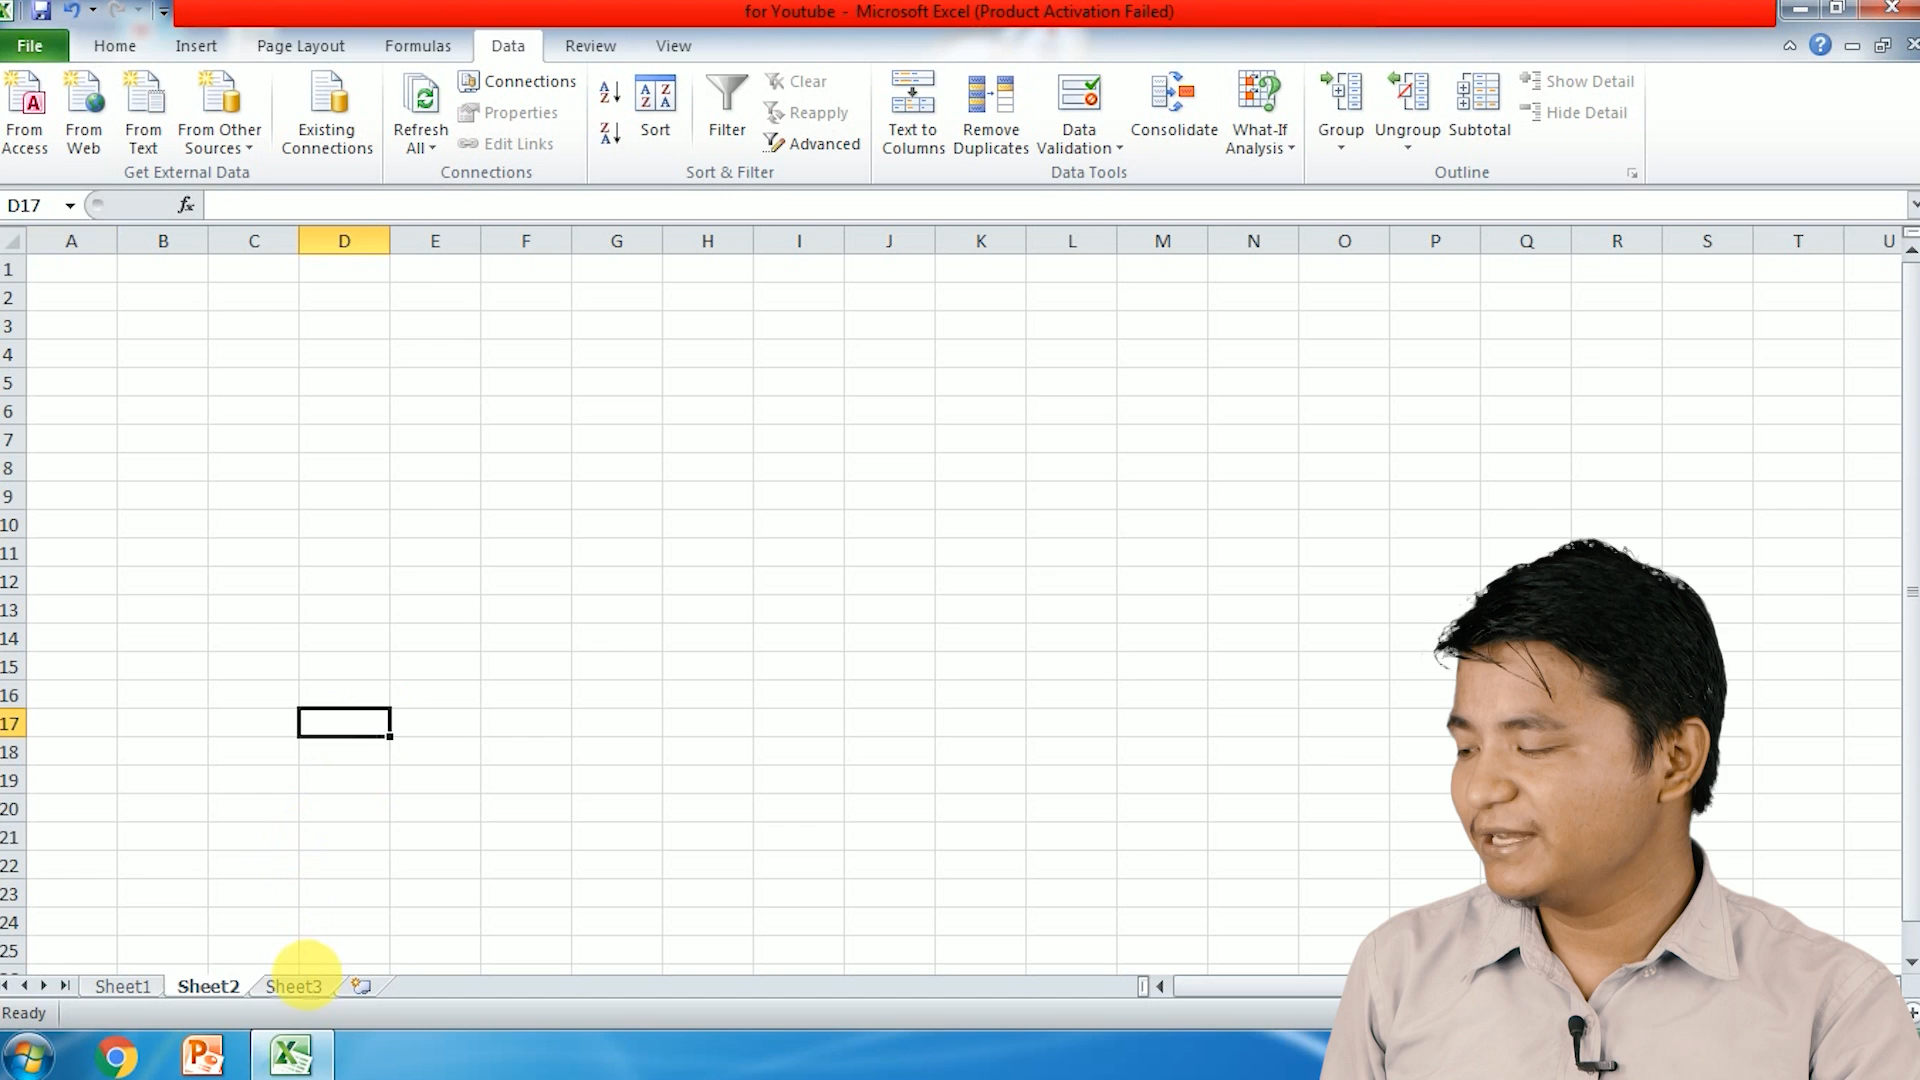 for Youtube - Microsoft Excel (Product Activation Failed)
File Home Insert Page Layout Formulas Data Review View
From Access
From Web
From Text
From Other Sources
Existing Connections
Get External Data
Refresh All
Connections
Properties
Edit Links
Connections
Sort
Filter
Clear
Reapply
Advanced
Sort & Filter
Text to Columns
Remove Duplicates
Data Validation
Consolidate
What-If Analysis
Data Tools
Group
Ungroup
Subtotal
Show Detail
Hide Detail
Outline
D17 fx
A B C D E F G H I J K L M N O P Q R S T U
1
2
3
4
5
6
7
8
9
10
11
12
13
14
15
16
17
18
19
20
21
22
23
24
25
Sheet1 Sheet2 Sheet3
Ready